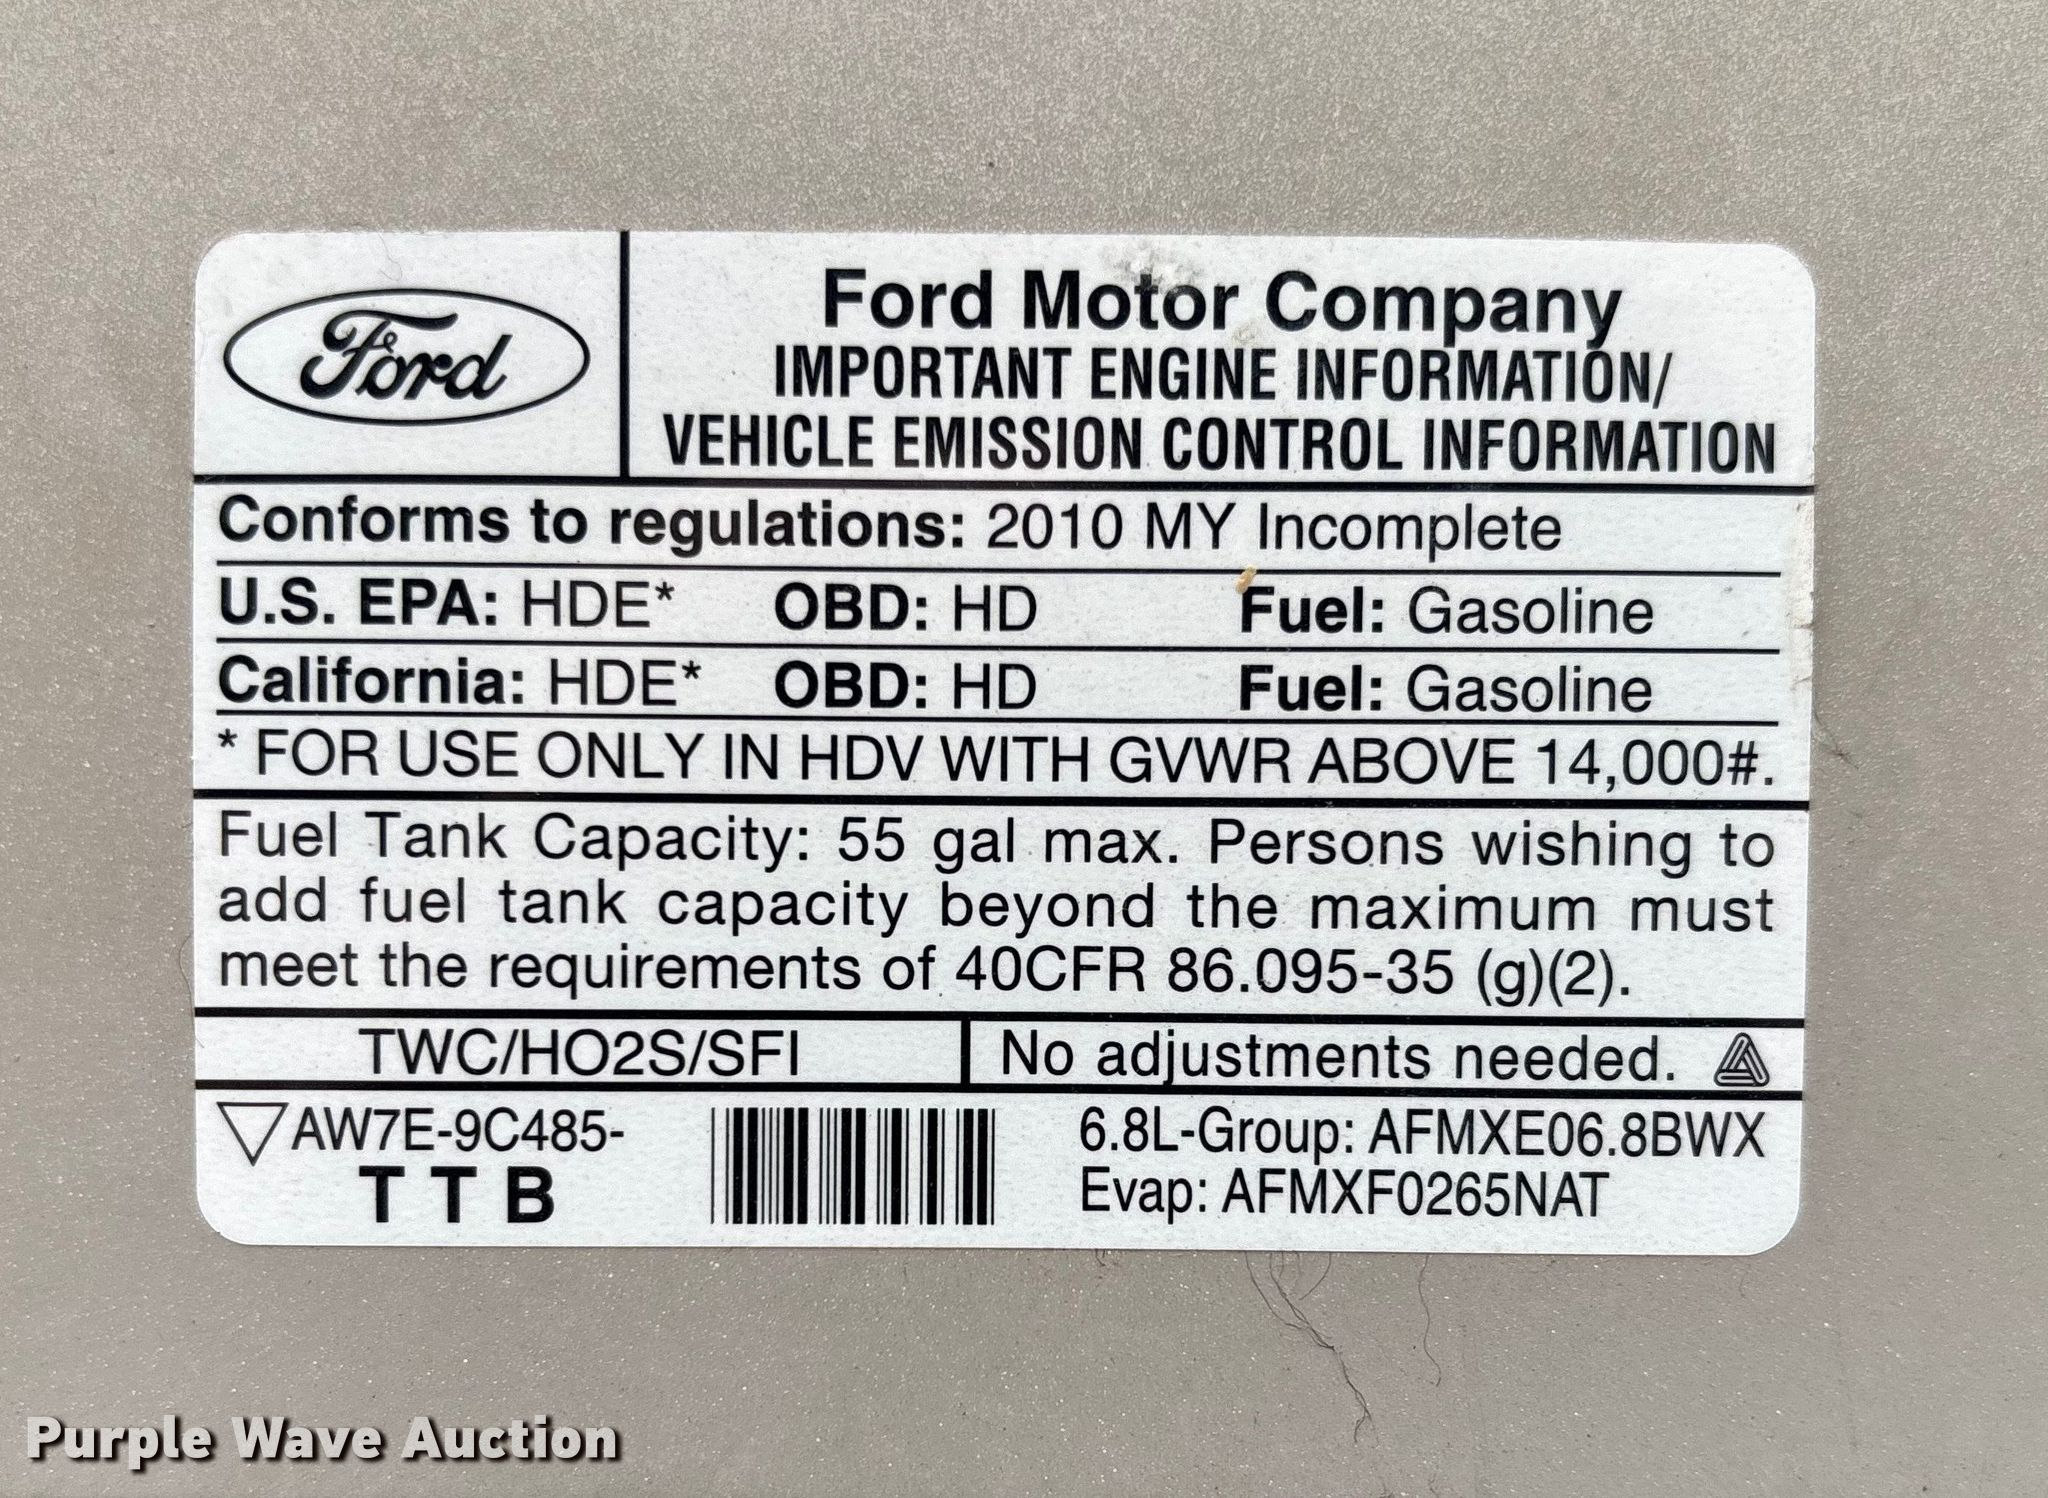 Ford
Ford Motor Company
IMPORTANT ENGINE INFORMATION/
VEHICLE EMISSION CONTROL INFORMATION
Conforms to regulations: 2010 MY Incomplete
U.S. EPA: HDE* OBD: HD Fuel: Gasoline
California: HDE* OBD: HD Fuel: Gasoline
* FOR USE ONLY IN HDV WITH GVWR ABOVE 14,000#.
Fuel Tank Capacity: 55 gal max. Persons wishing to
add fuel tank capacity beyond the maximum must
meet the requirements of 40CFR 86.095-35 (g)(2).
TWC/HO2S/SFI No adjustments needed.
AW7E-9C485-
T T B
6.8L-Group: AFMXE06.8BWX
Evap: AFMXF0265NAT
Purple Wave Auction